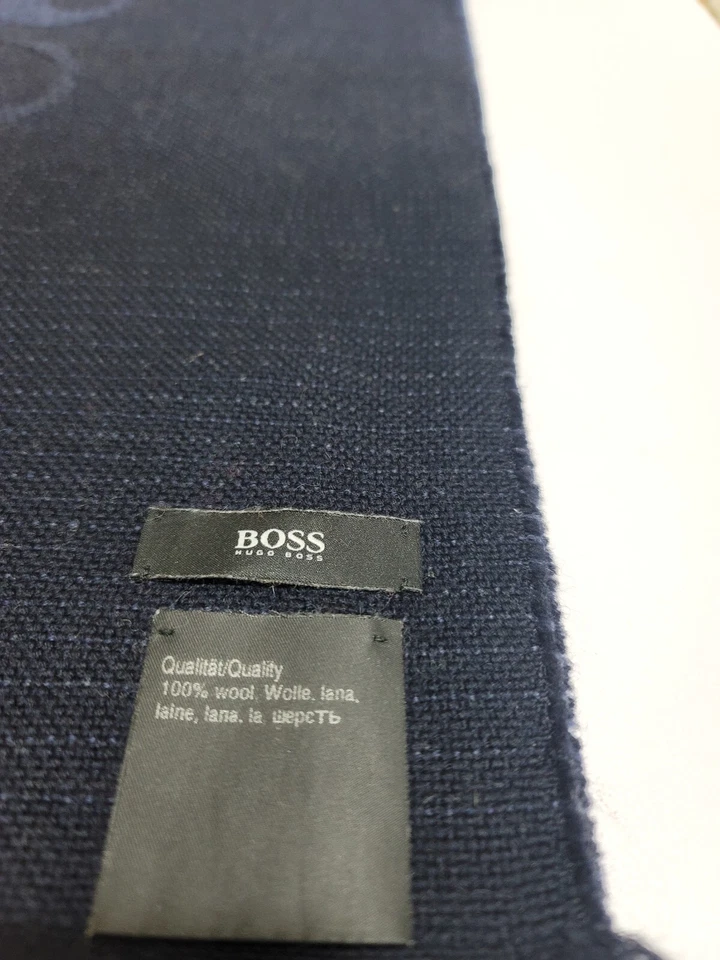 BOSS
HUGO BOSS
Qualität/Quality
100% wool, Wolle, lana,
laine, lana, la шерсть